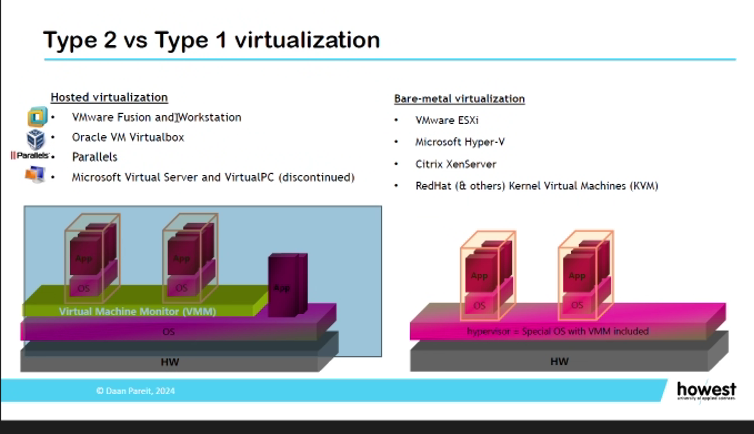 Type 2 vs Type 1 virtualization
Hosted virtualization
• VMware Fusion and Workstation
• Oracle VM Virtualbox
• Parallels
• Microsoft Virtual Server and VirtualPC (discontinued)
Parallels
Bare-metal virtualization
• VMware ESXi
• Microsoft Hyper-V
• Citrix XenServer
• RedHat (& others) Kernel Virtual Machines (KVM)
App
OS
App
OS
App
Virtual Machine Monitor (VMM)
OS
HW
App
OS
App
OS
hypervisor = Special OS with VMM included
HW
© Daan Pareit, 2024
howest
university of applied sciences